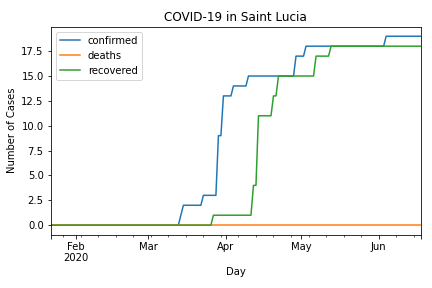 COVID-19 in Saint Lucia
confirmed
deaths
recovered
Number of Cases
17.5
15.0
12.5
10.0
7.5
5.0
2.5
0.0
Feb Mar Apr May Jun
2020
Day